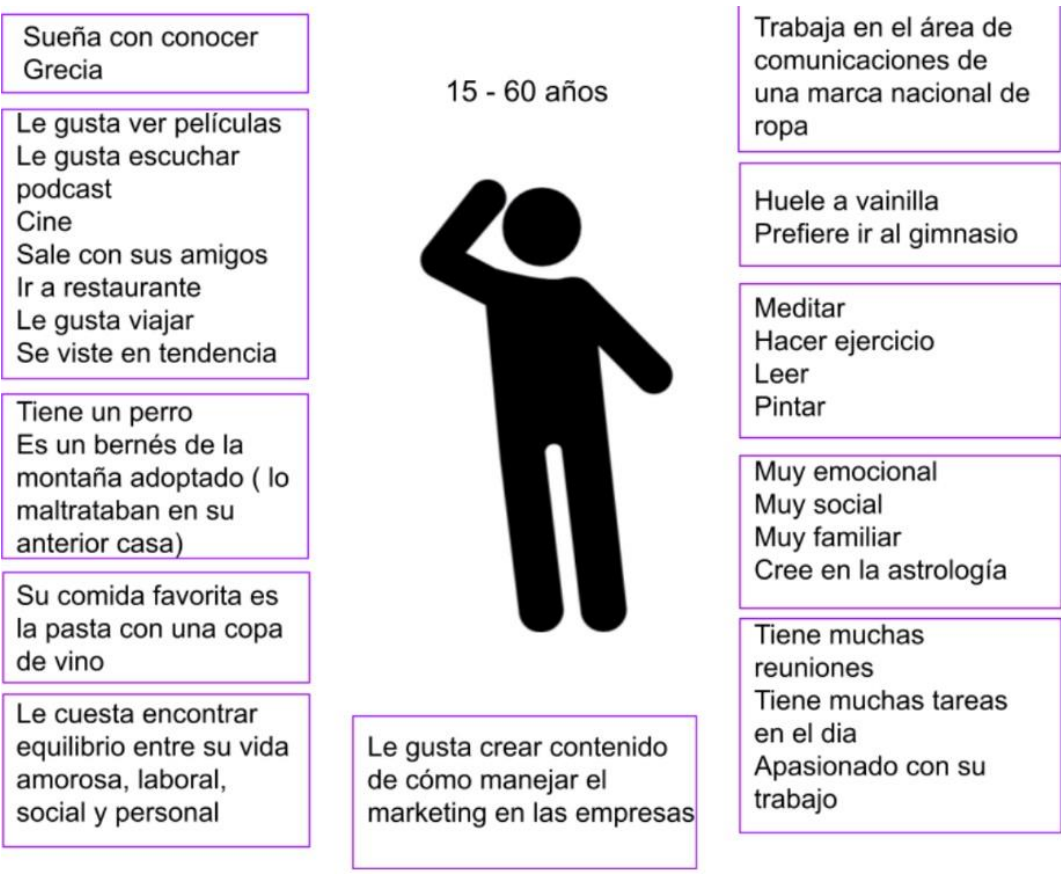 Sueña con conocer
Grecia
Le gusta ver películas
Le gusta escuchar
podcast
Cine
Sale con sus amigos
Ir a restaurante
Le gusta viajar
Se viste en tendencia
Tiene un perro
Es un bernés de la
montaña adoptado ( lo
maltrataban en su
anterior casa)
Su comida favorita es
la pasta con una copa
de vino
Le cuesta encontrar
equilibrio entre su vida
amorosa, laboral,
social y personal
15 - 60 años
Le gusta crear contenido
de cómo manejar el
marketing en las empresas
Trabaja en el área de
comunicaciones de
una marca nacional de
ropa
Huele a vainilla
Prefiere ir al gimnasio
Meditar
Hacer ejercicio
Leer
Pintar
Muy emocional
Muy social
Muy familiar
Cree en la astrología
Tiene muchas
reuniones
Tiene muchas tareas
en el dia
Apasionado con su
trabajo